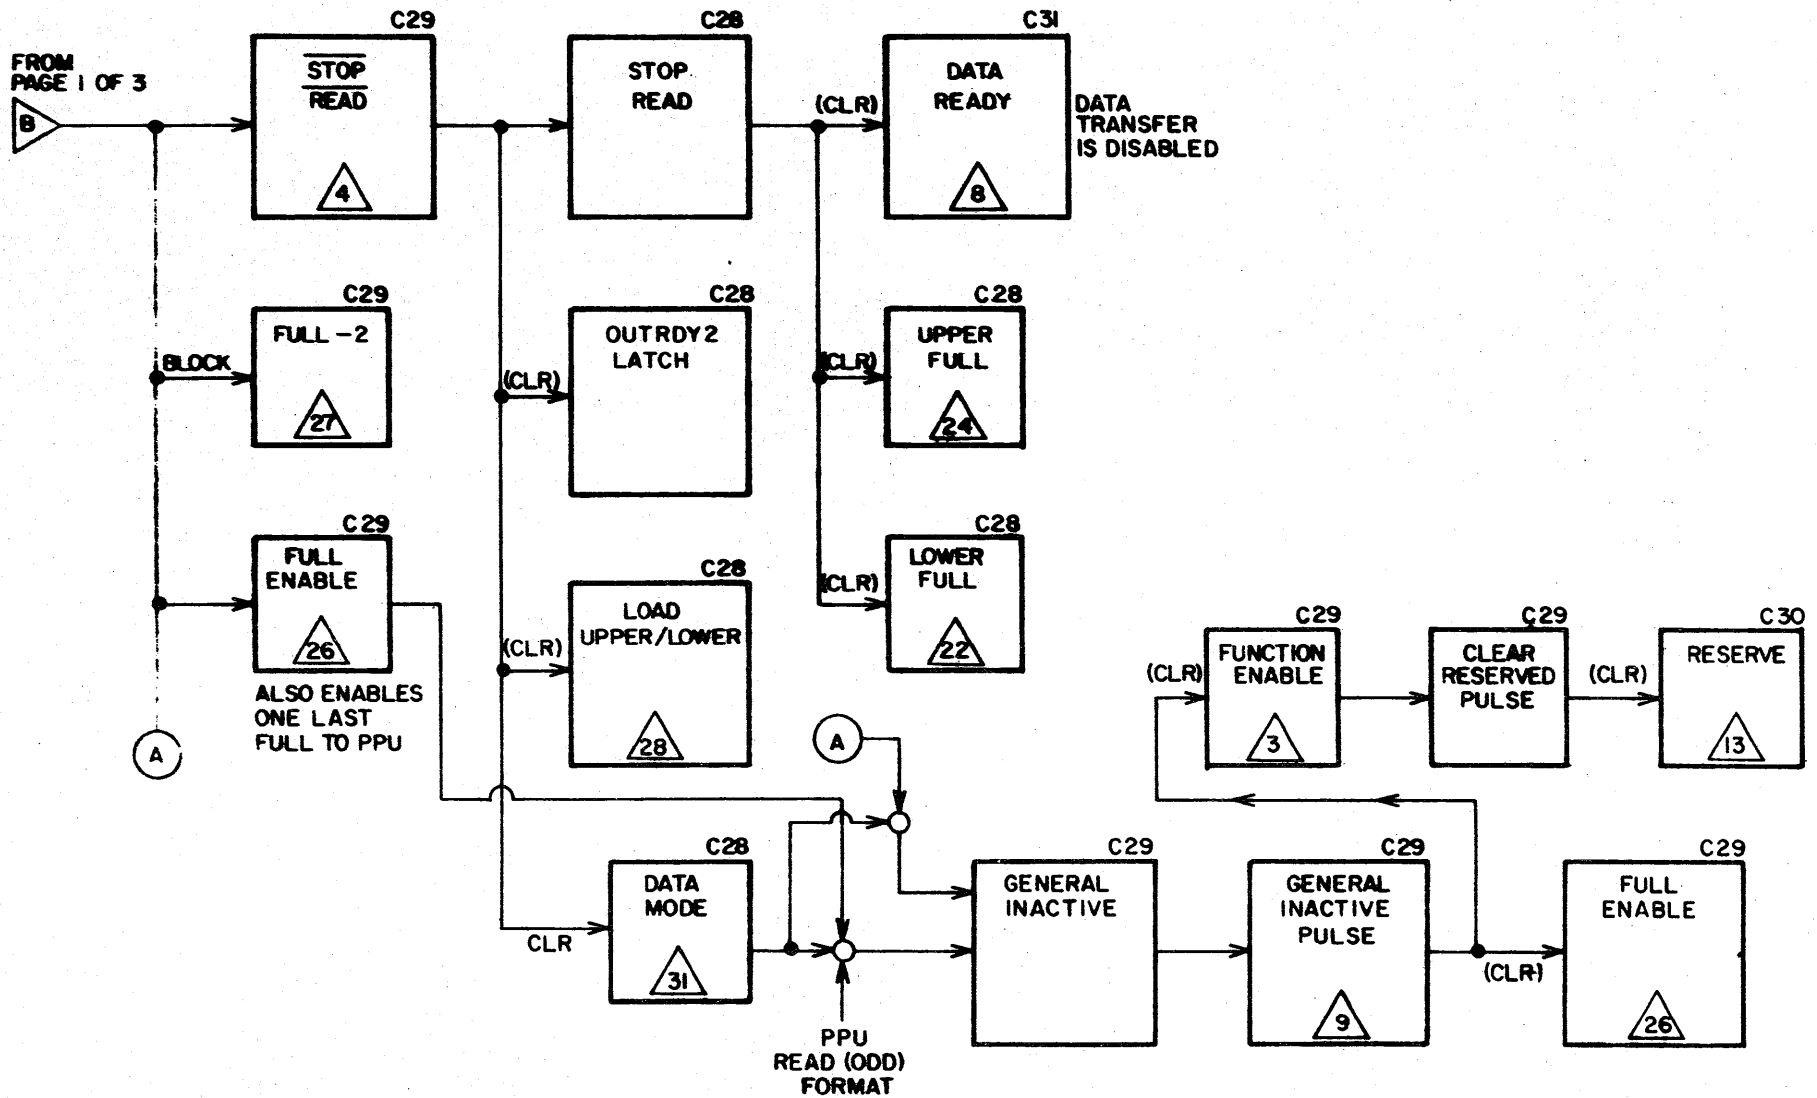 FROM
PAGE 1 OF 3
B
C29
STOP
READ
4
C28
STOP
READ
(CLR)
C31
DATA
READY
8
DATA
TRANSFER
IS DISABLED
BLOCK
C29
FULL -2
27
(CLR)
C28
OUTRDY2
LATCH
(CLR)
C28
UPPER
FULL
24
C29
FULL
ENABLE
26
ALSO ENABLES
ONE LAST
FULL TO PPU
A
(CLR)
C28
LOAD
UPPER/LOWER
28
(CLR)
C28
LOWER
FULL
22
(CLR)
C29
FUNCTION
ENABLE
3
C29
CLEAR
RESERVED
PULSE
(CLR)
C30
RESERVE
13
A
CLR
C28
DATA
MODE
31
PPU
READ (ODD)
FORMAT
C29
GENERAL
INACTIVE
C29
GENERAL
INACTIVE
PULSE
9
(CLR)
C29
FULL
ENABLE
26